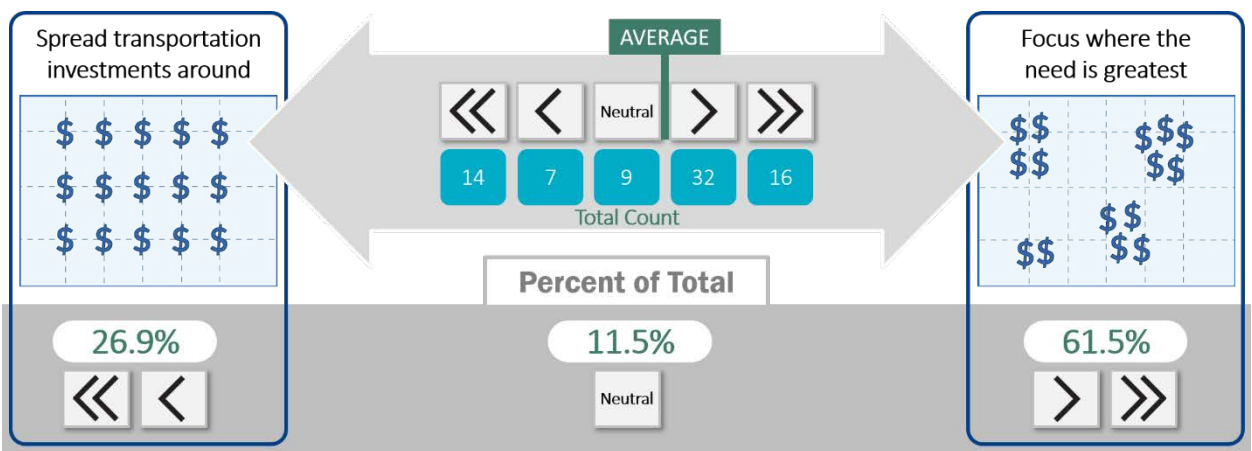 Spread transportation
investments around
$ $ $ $ $
$ $ $ $ $
$ $ $ $ $
AVERAGE
Neutral
14 7 9 32 16
Total Count
Focus where the
need is greatest
$$ $$$
$$ $$
$$
$$ $$
Percent of Total
26.9% 11.5% 61.5%
Neutral